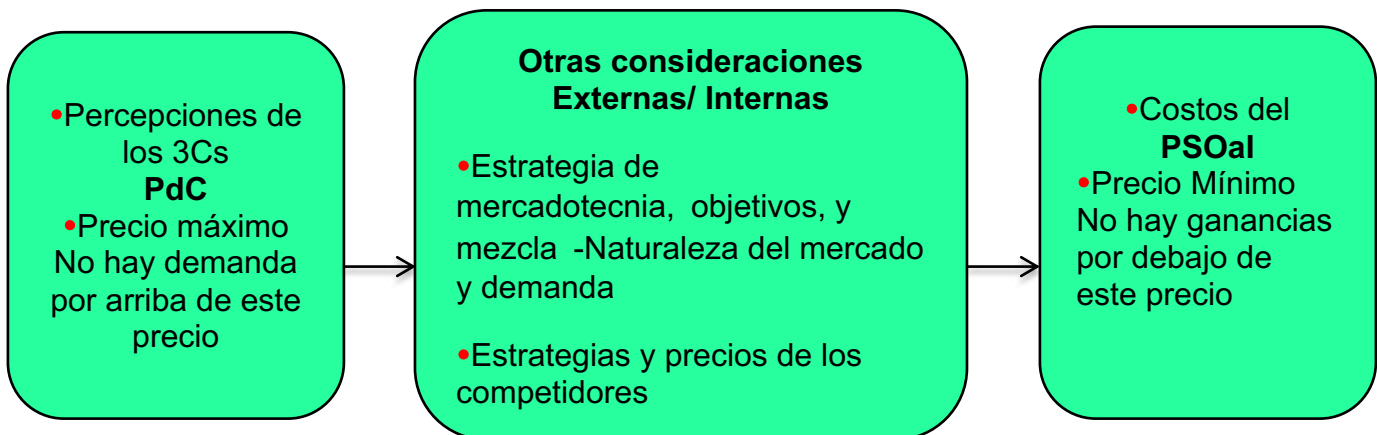 •Percepciones de
los 3Cs
PdC
•Precio máximo
No hay demanda
por arriba de este
precio
Otras consideraciones
Externas/ Internas
•Estrategia de
mercadotecnia, objetivos, y
mezcla -Naturaleza del mercado
y demanda
•Estrategias y precios de los
competidores
•Costos del
PSOal
•Precio Mínimo
No hay ganancias
por debajo de
este precio